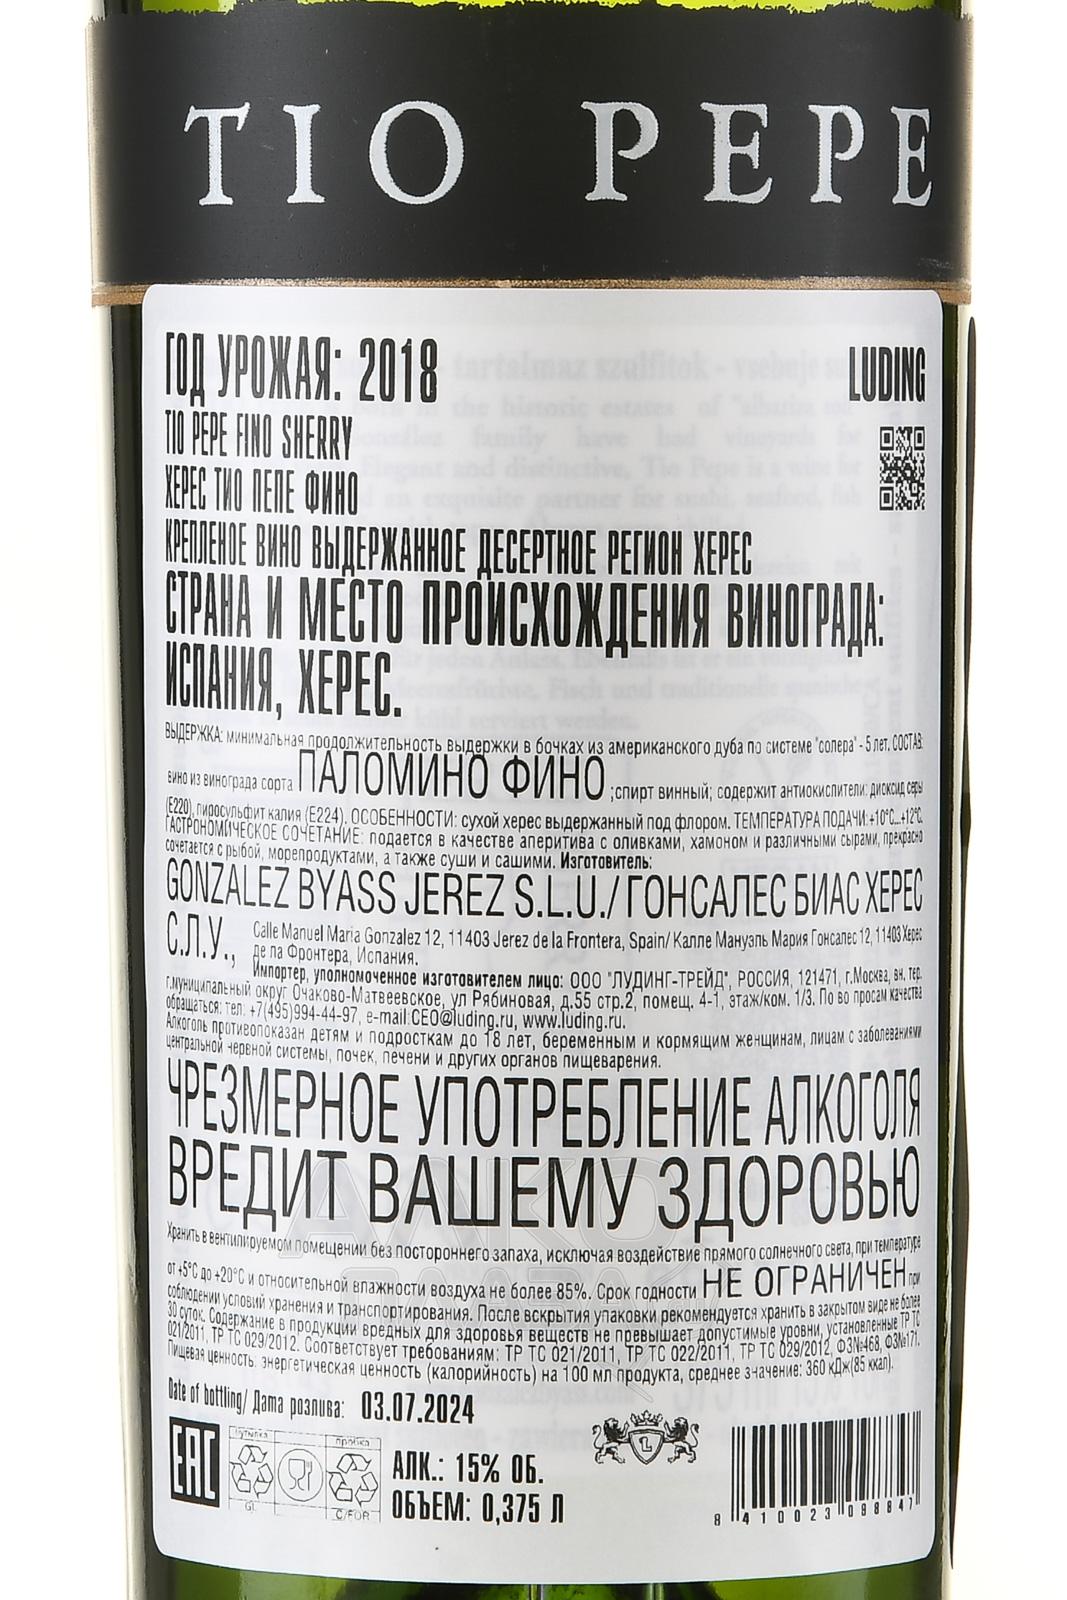 TIO PEPE
ГОД УРОЖАЯ: 2018
LUDING
TIO PEPE FINO SHERRY
ХЕРЕС ТИО ПЕПЕ ФИНО
КРЕПЛЕНОЕ ВИНО ВЫДЕРЖАННОЕ ДЕСЕРТНОЕ РЕГИОН ХЕРЕС
СТРАНА И МЕСТО ПРОИСХОЖДЕНИЯ ВИНОГРАДА:
ИСПАНИЯ, ХЕРЕС.
ВЫДЕРЖКА: минимальная продолжительность выдержки в бочках из американского дуба по системе "солера" - 5 лет. СОСТАВ:
вино из винограда сорта ПАЛОМИНО ФИНО ;спирт винный; содержит антиокислители: диоксид серы
(E220), пиросульфит калия (E224). ОСОБЕННОСТИ: сухой херес выдержанный под флором. ТЕМПЕРАТУРА ПОДАЧИ:+10°C...+12°C.
ГАСТРОНОМИЧЕСКОЕ СОЧЕТАНИЕ: подается в качестве аперитива с оливками, хамоном и различными сырами, прекрасно
сочетается с рыбой, морепродуктами, а также суши и сашими. Изготовитель:
GONZALEZ BYASS JEREZ S.L.U./ ГОНСАЛЕС БИАС ХЕРЕС
С.Л.У., Calle Manuel Maria Gonzalez 12, 11403 Jerez de la Frontera, Spain/ Калле Мануэль Мария Гонсалес 12, 11403 Херес
де ла Фронтера, Испания.
Импортер, уполномоченное изготовителем лицо: ООО "ЛУДИНГ-ТРЕЙД", РОССИЯ, 121471, г.Москва, вн. тер.
г.муниципальный округ Очаково-Матвеевское, ул Рябиновая, д.55 стр.2, помещ. 4-1, этаж/ком. 1/3. По во просам качества
обращаться: тел. +7(495)994-44-97, e-mail:CEO@luding.ru, www.luding.ru.
Алкоголь противопоказан детям и подросткам до 18 лет, беременным и кормящим женщинам, лицам с заболеваниями
центральной нервной системы, почек, печени и других органов пищеварения.
ЧРЕЗМЕРНОЕ УПОТРЕБЛЕНИЕ АЛКОГОЛЯ
ВРЕДИТ ВАШЕМУ ЗДОРОВЬЮ
Хранить в вентилируемом помещении без постороннего запаха, исключая воздействие прямого солнечного света, при температуре
от +5°C до +20°C и относительной влажности воздуха не более 85%. Срок годности НЕ ОГРАНИЧЕН при
соблюдении условий хранения и транспортирования. После вскрытия упаковки рекомендуется хранить в закрытом виде не более
30 суток. Содержание в продукции вредных для здоровья веществ не превышает допустимые уровни, установленные ТР ТС
021/2011, ТР ТС 029/2012. Соответствует требованиям: ТР ТС 021/2011, ТР ТС 022/2011, ТР ТС 029/2012, ФЗ№468, ФЗ№171.
Пищевая ценность: энергетическая ценность (калорийность) на 100 мл продукта, среднее значение: 360 кДж(85 ккал).
Date of bottling/ Дата розлива: 03.07.2024
EAC
бутылка
пробка
GL
C/FOR
АЛК.: 15% ОБ.
ОБЪЕМ: 0,375 Л
L
8 410023 098847
АЛКО
ПЛАЗА